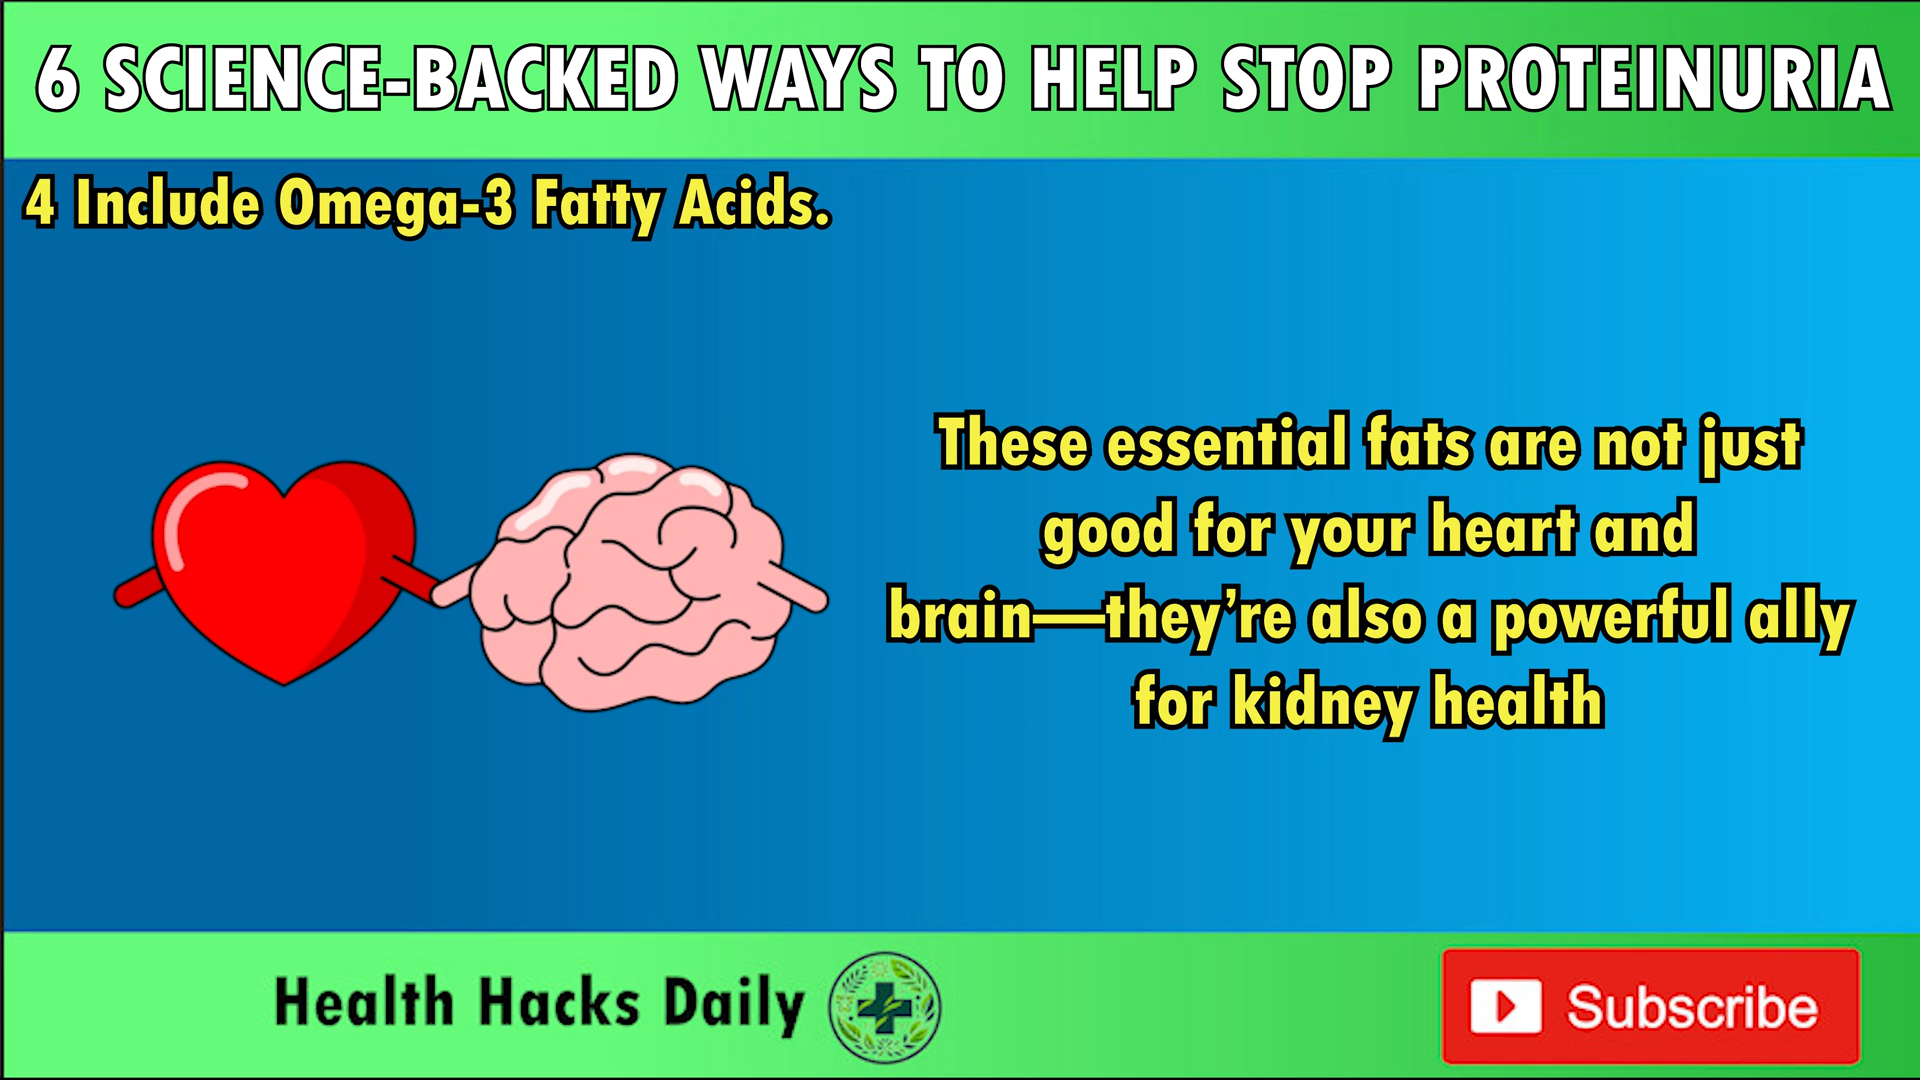 6 SCIENCE-BACKED WAYS TO HELP STOP PROTEINURIA
4 Include Omega-3 Fatty Acids.
These essential fats are not just
good for your heart and
brain—they’re also a powerful ally
for kidney health
Health Hacks Daily
Subscribe